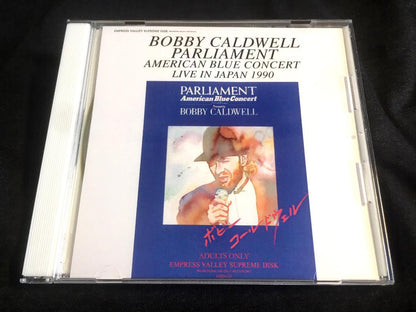 EMPRESS VALLEY SUPREME DISK
BOBBY CALDWELL
PARLIAMENT
AMERICAN BLUE CONCERT
LIVE IN JAPAN 1990
PARLIAMENT
American Blue Concert
BOBBY CALDWELL
ボビー
コールドウェル
ADULTS ONLY
EMPRESS VALLEY SUPREME DISK